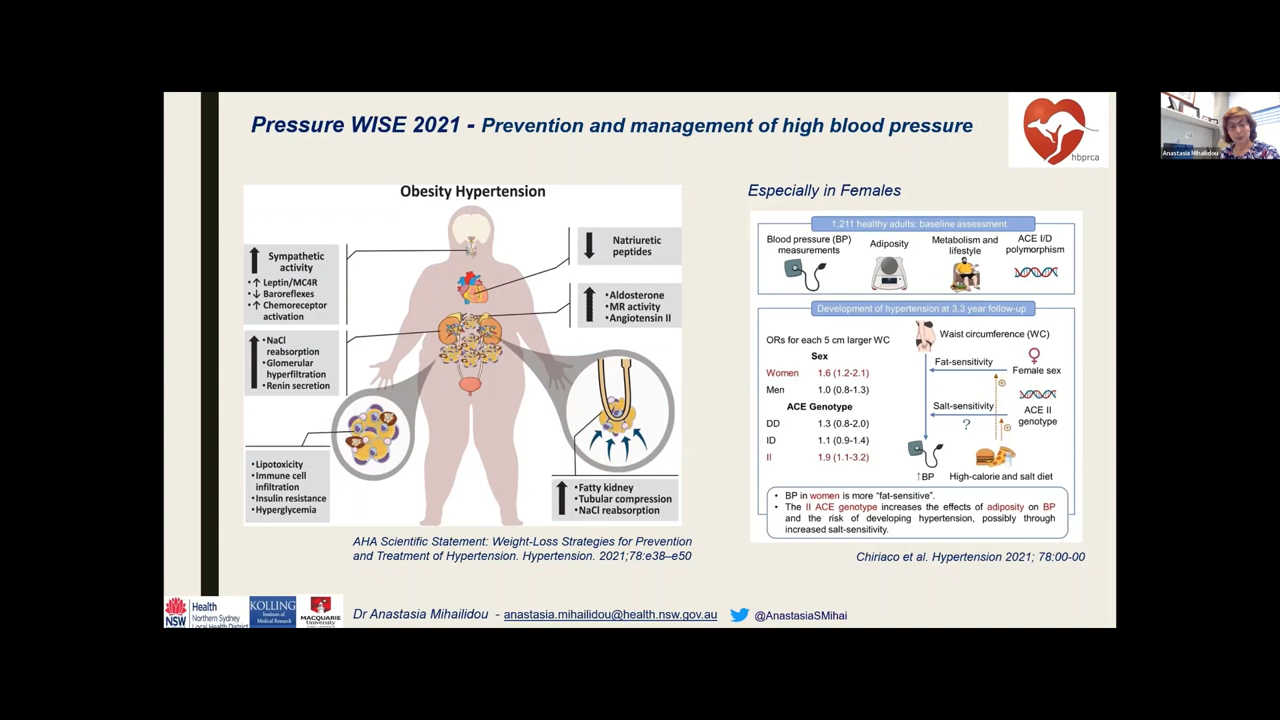 Pressure WISE 2021 - Prevention and management of high blood pressure
hbprca
Anastasia Mihailidou
Obesity Hypertension
Sympathetic
activity
•↑ Leptin/MC4R
•↓ Baroreflexes
•↑ Chemoreceptor
activation
•NaCl
reabsorption
•Glomerular
hyperfiltration
•Renin secretion
•Lipotoxicity
•Immune cell
infiltration
•Insulin resistance
•Hyperglycemia
Natriuretic
peptides
•Aldosterone
•MR activity
•Angiotensin II
•Fatty kidney
•Tubular compression
•NaCl reabsorption
AHA Scientific Statement: Weight-Loss Strategies for Prevention
and Treatment of Hypertension. Hypertension. 2021;78:e38–e50
Especially in Females
1,211 healthy adults: baseline assessment
Blood pressure (BP)
measurements
Adiposity
Metabolism and
lifestyle
ACE I/D
polymorphism
Development of hypertension at 3.3 year follow-up
ORs for each 5 cm larger WC
Sex
Women 1.6 (1.2-2.1)
Men 1.0 (0.8-1.3)
ACE Genotype
DD 1.3 (0.8-2.0)
ID 1.1 (0.9-1.4)
II 1.9 (1.1-3.2)
Waist circumference (WC)
Fat-sensitivity
Female sex
Salt-sensitivity
?
ACE II
genotype
↑BP
High-calorie and salt diet
• BP in women is more "fat-sensitive".
• The II ACE genotype increases the effects of adiposity on BP
and the risk of developing hypertension, possibly through
increased salt-sensitivity.
Chiriaco et al. Hypertension 2021; 78:00-00
NSW
Health
Northern Sydney
Local Health District
KOLLING
Institute of
Medical Research
MACQUARIE
University
Dr Anastasia Mihailidou - anastasia.mihailidou@health.nsw.gov.au
@AnastasiaSMihai